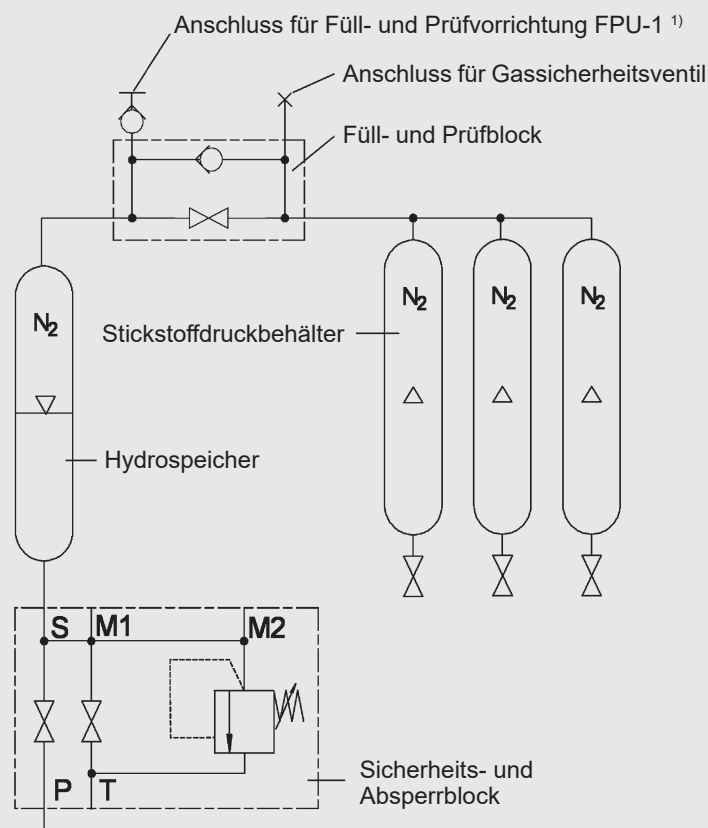 Anschluss für Füll- und Prüfvorrichtung FPU-1 ¹⁾
Anschluss für Gassicherheitsventil
Füll- und Prüfblock
N₂
N₂
N₂
N₂
Stickstoffdruckbehälter
Hydrospeicher
S
M1
M2
P
T
Sicherheits- und
Absperrblock